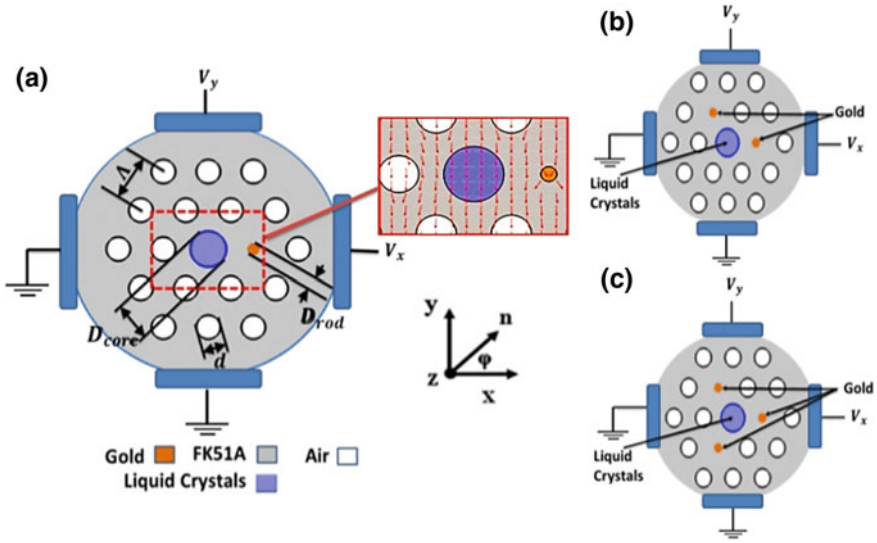 (a)
V_y
Λ
V_x
D_core
D_rod
d
y
n
φ
z
x
Gold
FK51A
Air
Liquid Crystals
(b)
V_y
Gold
V_x
Liquid
Crystals
(c)
V_y
Gold
V_x
Liquid
Crystals